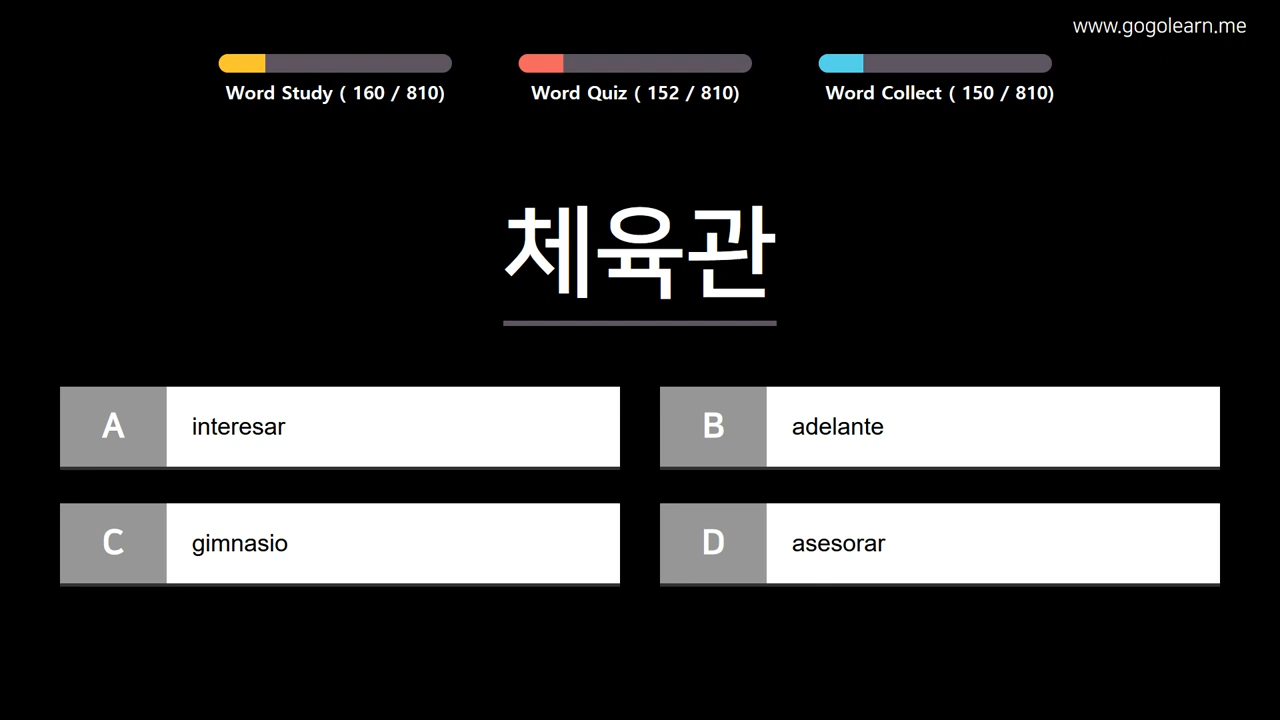 www.gogolearn.me
Word Study ( 160 / 810)
Word Quiz ( 152 / 810)
Word Collect ( 150 / 810)
체육관
A interesar
B adelante
C gimnasio
D asesorar